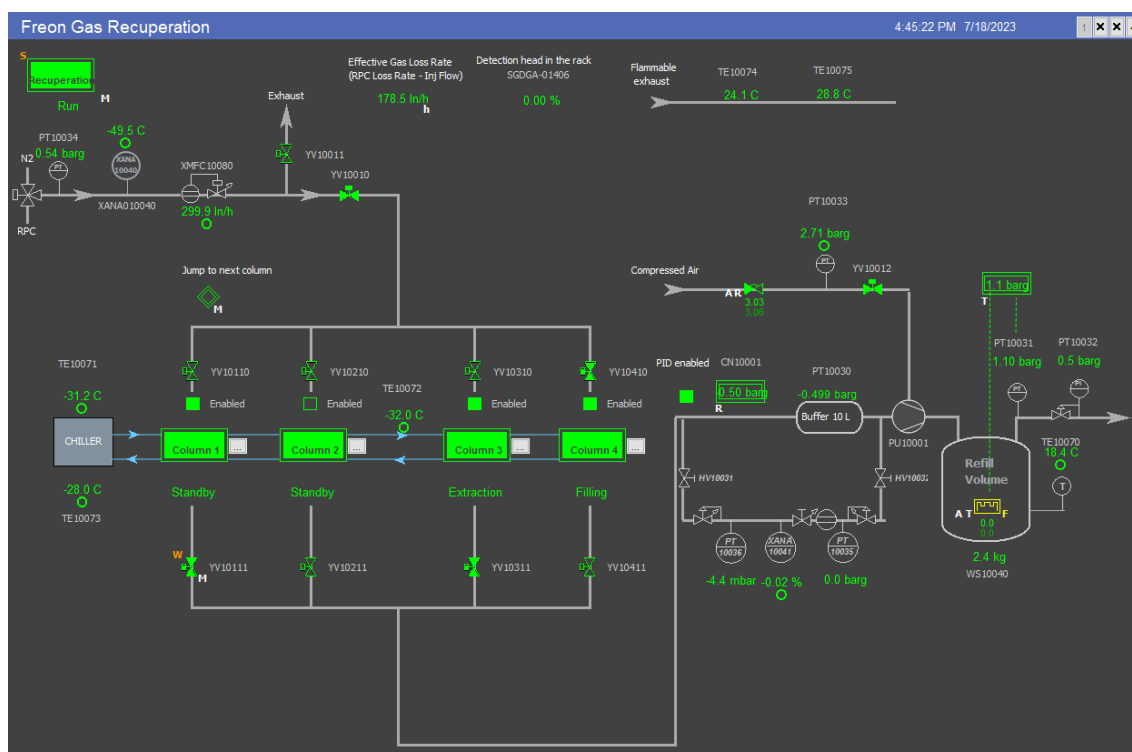 Freon Gas Recuperation
4:45:22 PM 7/18/2023
1
S
Recuperation
M
Run
Effective Gas Loss Rate
(RPC Loss Rate - Inj Flow)
178.5 ln/h
h
Detection head in the rack
SGDGA-01406
0.00 %
Flammable
exhaust
TE10074
24.1 C
TE10075
28.8 C
Exhaust
PT10034
0.54 barg
-49.5 C
N2
PT
XANA
10040
XMFC10080
YV10011
YV10010
XANA010040
299.9 ln/h
RPC
PT10033
2.71 barg
PT
Jump to next column
M
Compressed Air
YV10012
A R
3.03
3.06
1.1 barg
T
PT10031
1.10 barg
PT
PT10032
0.5 barg
PT
TE10071
-31.2 C
YV10110
YV10210
TE10072
-32.0 C
YV10310
YV10410
Enabled
Enabled
Enabled
Enabled
PID enabled
CN10001
-0.50 barg
R
PT10030
-0.499 barg
Buffer 10 L
PU10001
CHILLER
Column 1
...
Column 2
...
Column 3
...
Column 4
...
TE10070
18.4 C
T
Refill
Volume
A T
F
0.0
0.0
2.4 kg
WS10040
HV10031
-28.0 C
TE10073
Standby
Standby
Extraction
Filling
PT
10036
XANA
10041
PT
10035
-4.4 mbar
-0.02 %
0.0 barg
W
YV10111
M
YV10211
YV10311
YV10411